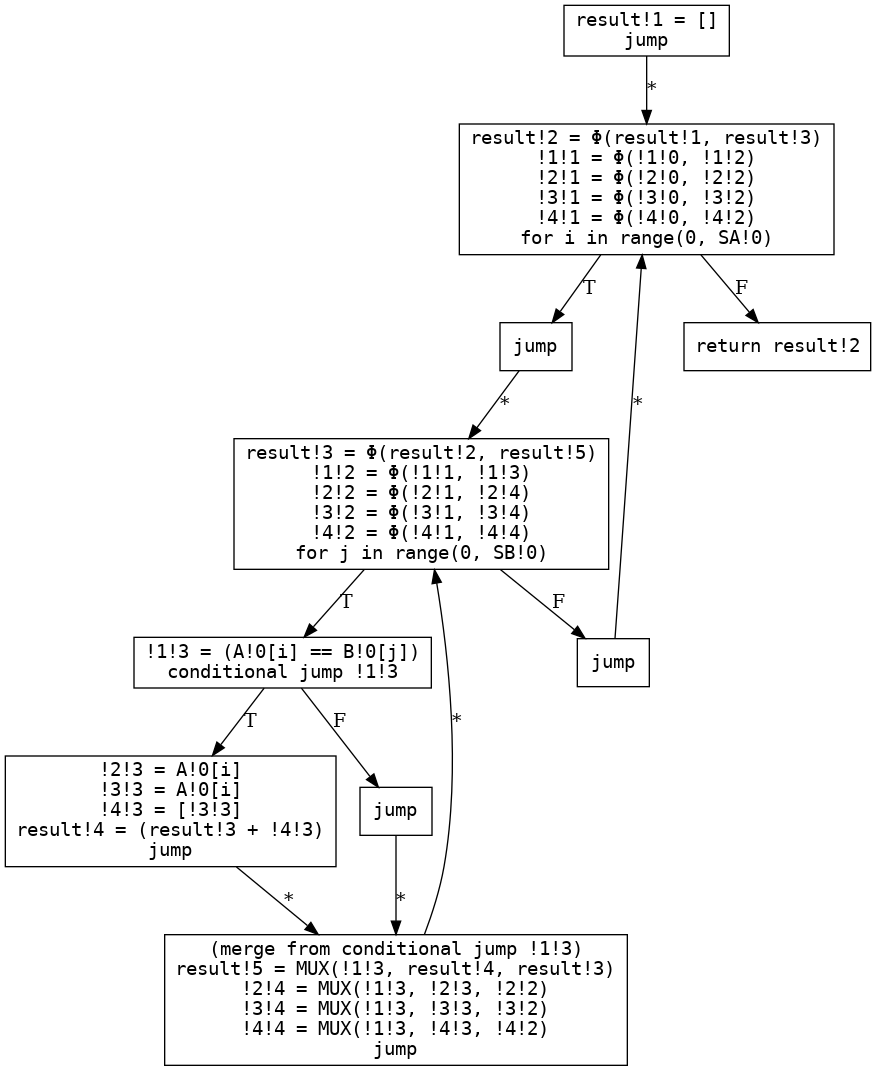 result!1 = []
jump
*
result!2 = Φ(result!1, result!3)
!1!1 = Φ(!1!0, !1!2)
!2!1 = Φ(!2!0, !2!2)
!3!1 = Φ(!3!0, !3!2)
!4!1 = Φ(!4!0, !4!2)
for i in range(0, SA!0)
T
F
jump
return result!2
*
*
result!3 = Φ(result!2, result!5)
!1!2 = Φ(!1!1, !1!3)
!2!2 = Φ(!2!1, !2!4)
!3!2 = Φ(!3!1, !3!4)
!4!2 = Φ(!4!1, !4!4)
for j in range(0, SB!0)
T
F
!1!3 = (A!0[i] == B!0[j])
conditional jump !1!3
jump
T
F
*
!2!3 = A!0[i]
!3!3 = A!0[i]
!4!3 = [!3!3]
result!4 = (result!3 + !4!3)
jump
jump
*
*
(merge from conditional jump !1!3)
result!5 = MUX(!1!3, result!4, result!3)
!2!4 = MUX(!1!3, !2!3, !2!2)
!3!4 = MUX(!1!3, !3!3, !3!2)
!4!4 = MUX(!1!3, !4!3, !4!2)
jump